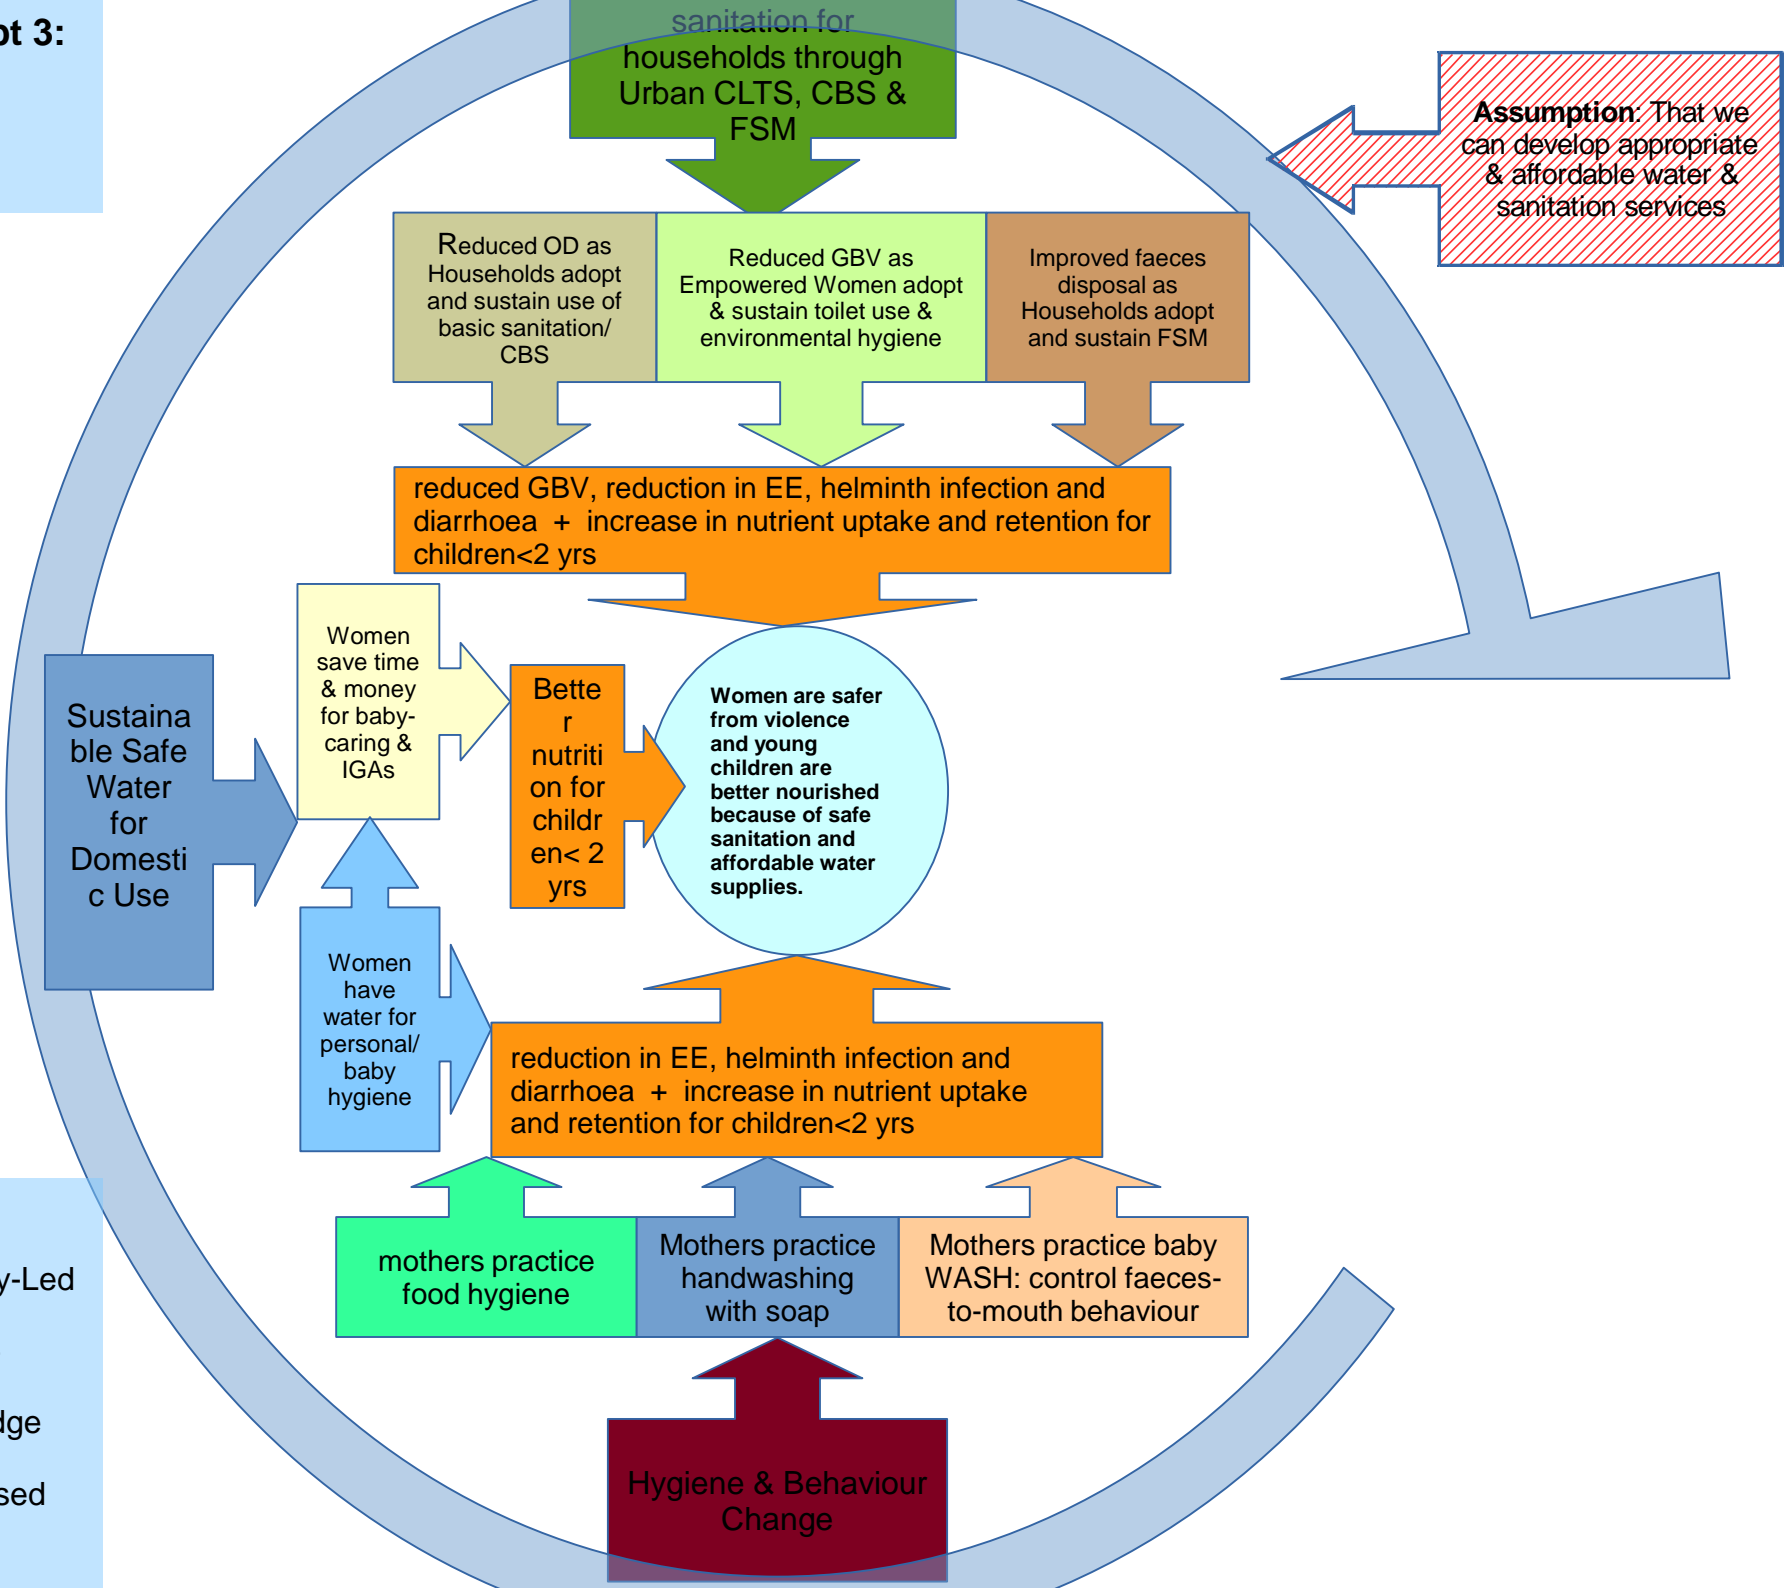 pt 3:
sanitation for
households through
Urban CLTS, CBS &
FSM
Assumption: That we
can develop appropriate
& affordable water &
sanitation services
Reduced OD as
Households adopt
and sustain use of
basic sanitation/
CBS
Reduced GBV as
Empowered Women adopt
& sustain toilet use &
environmental hygiene
Improved faeces
disposal as
Households adopt
and sustain FSM
reduced GBV, reduction in EE, helminth infection and
diarrhoea + increase in nutrient uptake and retention for
children<2 yrs
Women
save time
& money
for baby-
caring &
IGAs
Sustaina
ble Safe
Water
for
Domesti
c Use
Bette
r
nutriti
on for
childr
en< 2
yrs
Women are safer
from violence
and young
children are
better nourished
because of safe
sanitation and
affordable water
supplies.
Women
have
water for
personal/
baby
hygiene
reduction in EE, helminth infection and
diarrhoea + increase in nutrient uptake
and retention for children<2 yrs
mothers practice
food hygiene
Mothers practice
handwashing
with soap
Mothers practice baby
WASH: control faeces-
to-mouth behaviour
y-Led
dge
sed
Hygiene & Behaviour
Change